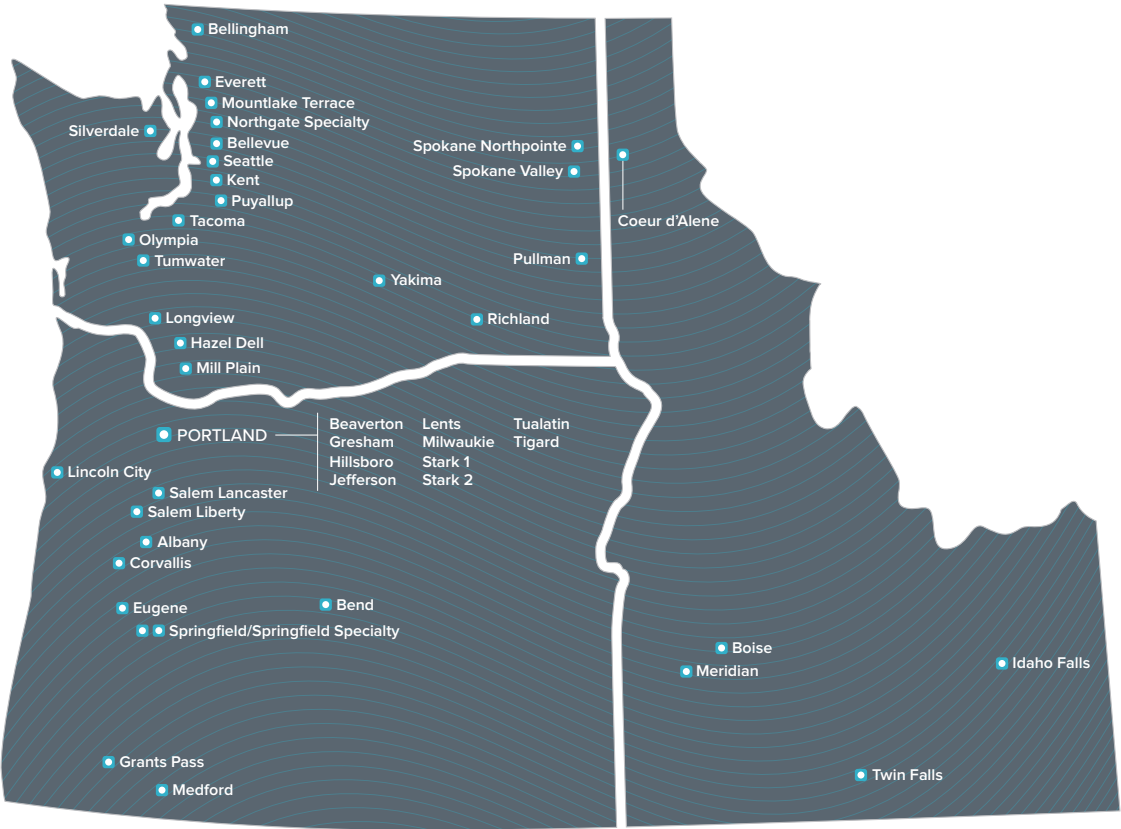 Bellingham
Everett
Mountlake Terrace
Northgate Specialty
Silverdale
Bellevue
Spokane Northpointe
Seattle
Spokane Valley
Kent
Puyallup
Tacoma
Coeur d’Alene
Olympia
Tumwater
Pullman
Yakima
Longview
Richland
Hazel Dell
Mill Plain
PORTLAND
Beaverton Lents Tualatin
Gresham Milwaukie Tigard
Hillsboro Stark 1
Jefferson Stark 2
Lincoln City
Salem Lancaster
Salem Liberty
Albany
Corvallis
Eugene
Bend
Springfield/Springfield Specialty
Boise
Meridian
Idaho Falls
Grants Pass
Twin Falls
Medford